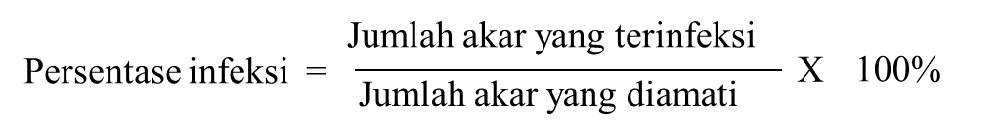 Jumlah akar yang terinfeksi
Persentase infeksi = X 100%
Jumlah akar yang diamati